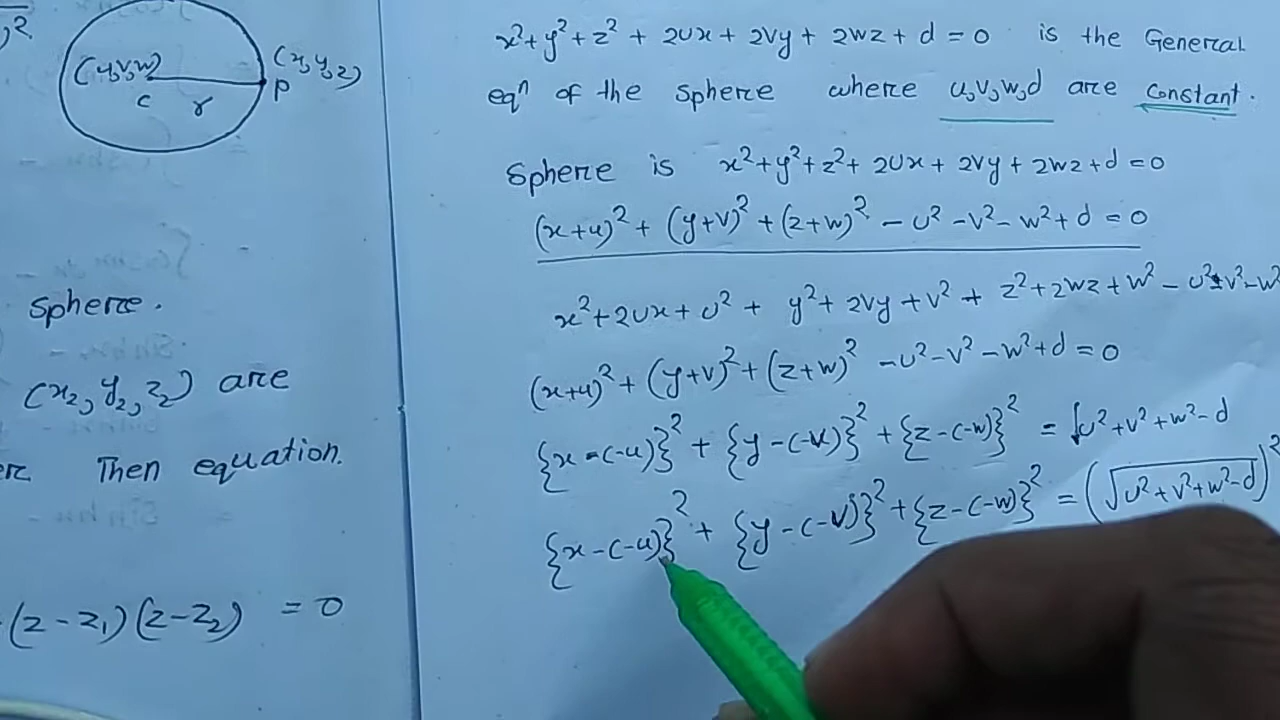 )².
(u,v,w)
(x,y,z)
c
r
P
sphere.
(x₂, y₂, z₂) are
Then equation.
(z - z₁)(z - z₂) = 0
x² + y² + z² + 2ux + 2vy + 2wz + d = 0 is the General
eqⁿ of the sphere where u,v,w,d are constant.
Sphere is x² + y² + z² + 2ux + 2vy + 2wz + d = 0
(x+u)² + (y+v)² + (z+w)² - u² - v² - w² + d = 0
x² + 2ux + u² + y² + 2vy + v² + z² + 2wz + w² - u² - v² - w²
(x+u)² + (y+v)² + (z+w)² - u² - v² - w² + d = 0
{x - (-u)}² + {y - (-v)}² + {z - (-w)}² = u² + v² + w² - d
{x - (-u)}² + {y - (-v)}² + {z - (-w)}² = (√u² + v² + w² - d)²